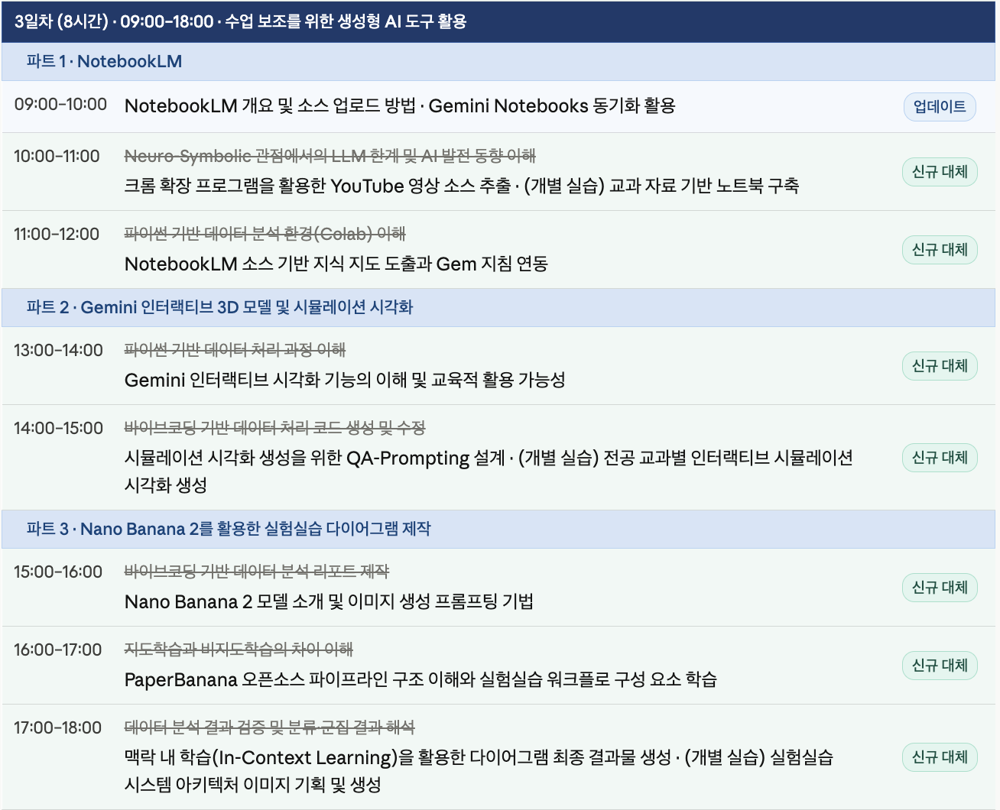 3일차 (8시간) · 09:00–18:00 · 수업 보조를 위한 생성형 AI 도구 활용
파트 1 · NotebookLM
09:00–10:00 NotebookLM 개요 및 소스 업로드 방법 · Gemini Notebooks 동기화 활용 업데이트
10:00–11:00 Neuro-Symbolic 관점에서의 LLM 한계 및 AI 발전 동향 이해
크롬 확장 프로그램을 활용한 YouTube 영상 소스 추출 · (개별 실습) 교과 자료 기반 노트북 구축 신규 대체
11:00–12:00 파이썬 기반 데이터 분석 환경(Colab) 이해
NotebookLM 소스 기반 지식 지도 도출과 Gem 지침 연동 신규 대체
파트 2 · Gemini 인터랙티브 3D 모델 및 시뮬레이션 시각화
13:00–14:00 파이썬 기반 데이터 처리 과정 이해
Gemini 인터랙티브 시각화 기능의 이해 및 교육적 활용 가능성 신규 대체
14:00–15:00 바이브코딩 기반 데이터 처리 코드 생성 및 수정
시뮬레이션 시각화 생성을 위한 QA-Prompting 설계 · (개별 실습) 전공 교과별 인터랙티브 시뮬레이션 신규 대체
시각화 생성
파트 3 · Nano Banana 2를 활용한 실험실습 다이어그램 제작
15:00–16:00 바이브코딩 기반 데이터 분석 리포트 제작
Nano Banana 2 모델 소개 및 이미지 생성 프롬프팅 기법 신규 대체
16:00–17:00 지도학습과 비지도학습의 차이 이해
PaperBanana 오픈소스 파이프라인 구조 이해와 실험실습 워크플로 구성 요소 학습 신규 대체
17:00–18:00 데이터 분석 결과 검증 및 분류·군집 결과 해석
맥락 내 학습(In-Context Learning)을 활용한 다이어그램 최종 결과물 생성 · (개별 실습) 실험실습 신규 대체
시스템 아키텍처 이미지 기획 및 생성